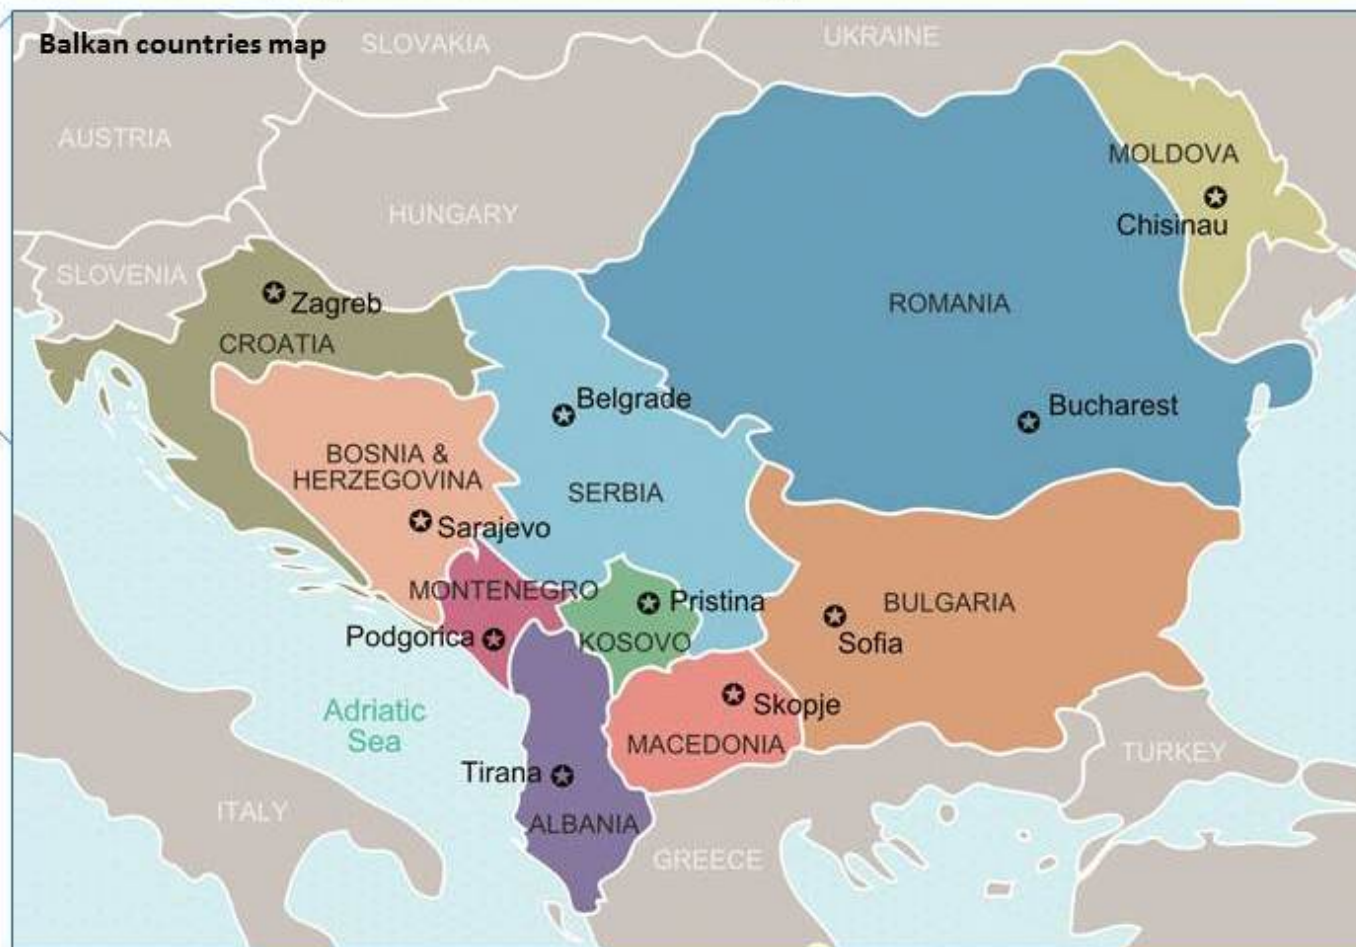 Balkan countries map
SLOVAKIA
UKRAINE
AUSTRIA
MOLDOVA
HUNGARY
Chisinau
SLOVENIA
Zagreb
ROMANIA
CROATIA
Belgrade
Bucharest
BOSNIA &
HERZEGOVINA
SERBIA
Sarajevo
MONTENEGRO
Pristina
BULGARIA
Podgorica
KOSOVO
Sofia
Adriatic
Sea
Skopje
MACEDONIA
TURKEY
Tirana
ITALY
ALBANIA
GREECE